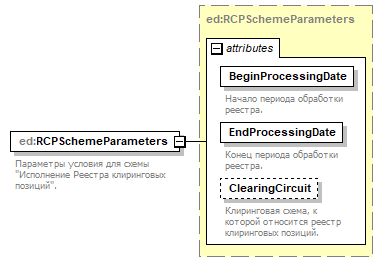 ed:RCPSchemeParameters
attributes
BeginProcessingDate
Начало периода обработки
реестра.
EndProcessingDate
Конец периода обработки
реестра.
ClearingCircuit
Клиринговая схема, к
которой относится реестр
клиринговых позиций.
ed:RCPSchemeParameters
Параметры условия для схемы
"Исполнение Реестра клиринговых
позиций".